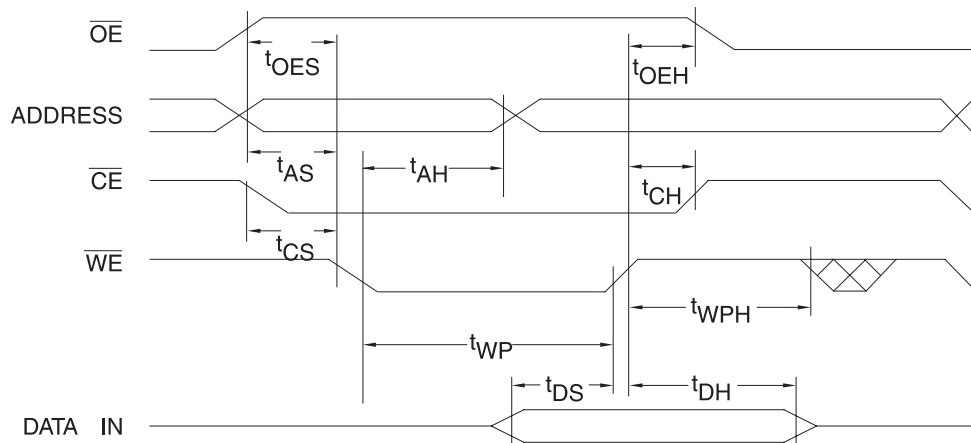 OE
tOES
tOEH
ADDRESS
tAS
tAH
CE
tCH
tCS
WE
tWPH
tWP
tDS
tDH
DATA IN